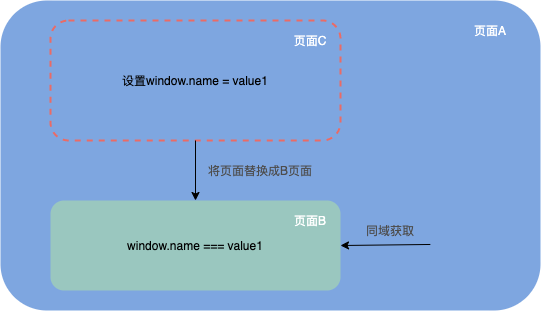 页面A
页面C
设置window.name = value1
将页面替换成B页面
页面B
window.name === value1
同域获取